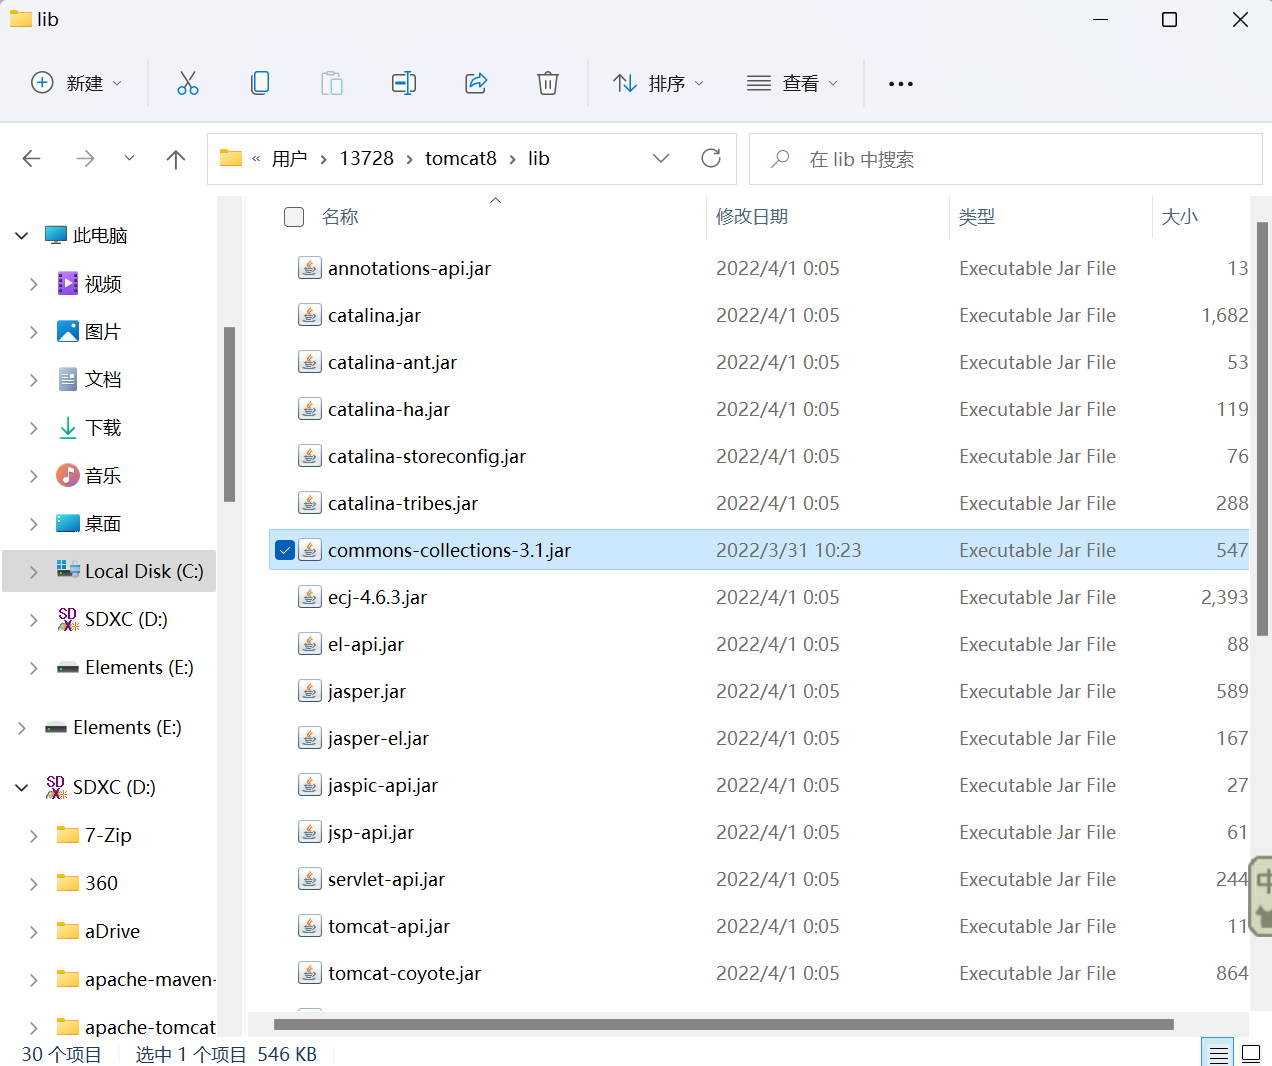 lib
新建
排序
查看
« 用户 › 13728 › tomcat8 › lib
在 lib 中搜索
名称 修改日期 类型 大小
此电脑
视频
图片
文档
下载
音乐
桌面
Local Disk (C:)
SDXC (D:)
Elements (E:)
Elements (E:)
SDXC (D:)
7-Zip
360
aDrive
apache-maven-
apache-tomcat
annotations-api.jar 2022/4/1 0:05 Executable Jar File 13
catalina.jar 2022/4/1 0:05 Executable Jar File 1,682
catalina-ant.jar 2022/4/1 0:05 Executable Jar File 53
catalina-ha.jar 2022/4/1 0:05 Executable Jar File 119
catalina-storeconfig.jar 2022/4/1 0:05 Executable Jar File 76
catalina-tribes.jar 2022/4/1 0:05 Executable Jar File 288
commons-collections-3.1.jar 2022/3/31 10:23 Executable Jar File 547
ecj-4.6.3.jar 2022/4/1 0:05 Executable Jar File 2,393
el-api.jar 2022/4/1 0:05 Executable Jar File 88
jasper.jar 2022/4/1 0:05 Executable Jar File 589
jasper-el.jar 2022/4/1 0:05 Executable Jar File 167
jaspic-api.jar 2022/4/1 0:05 Executable Jar File 27
jsp-api.jar 2022/4/1 0:05 Executable Jar File 61
servlet-api.jar 2022/4/1 0:05 Executable Jar File 244
tomcat-api.jar 2022/4/1 0:05 Executable Jar File 11
tomcat-coyote.jar 2022/4/1 0:05 Executable Jar File 864
中
30 个项目 选中 1 个项目 546 KB